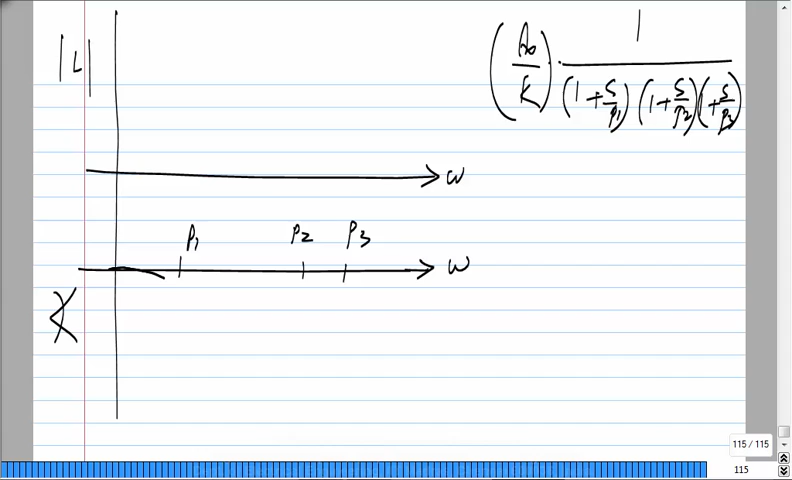 |L|
(A₀/K) · 1/((1+s/p₁)(1+s/p₂)(1+s/p₃))
ω
p₁ p₂ p₃
ω
∠
115 / 115
115